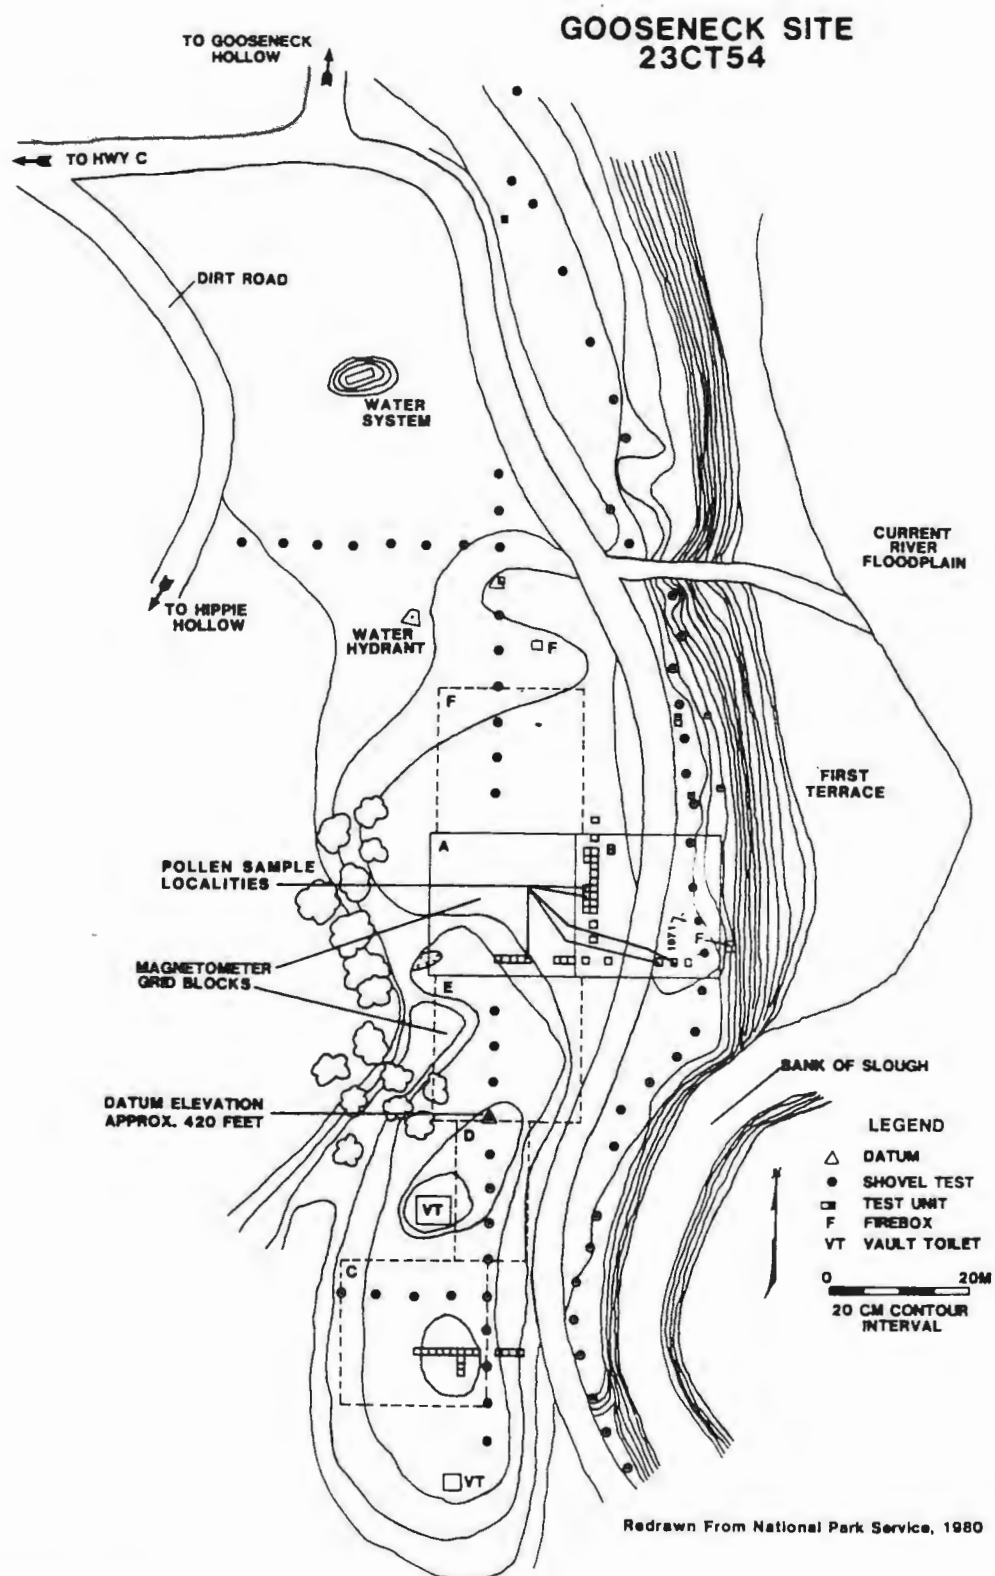 GOOSENECK SITE
23CT54
TO GOOSENECK
HOLLOW
TO HWY C
DIRT ROAD
WATER
SYSTEM
CURRENT
RIVER
FLOODPLAIN
TO HIPPIE
HOLLOW
WATER
HYDRANT
F
F
FIRST
TERRACE
A
B
POLLEN SAMPLE
LOCALITIES
1971
F
MAGNETOMETER
GRID BLOCKS
E
BANK OF SLOUGH
DATUM ELEVATION
APPROX. 420 FEET
D
VT
C
VT
LEGEND
DATUM
SHOVEL TEST
TEST UNIT
F FIREBOX
VT VAULT TOILET
0 20M
20 CM CONTOUR
INTERVAL
Redrawn From National Park Service, 1980